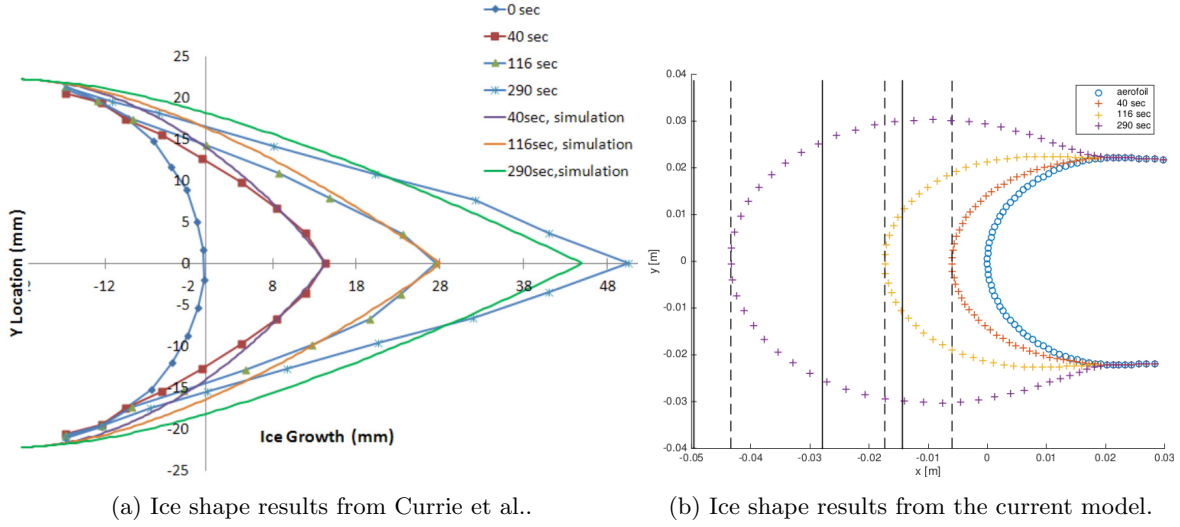 0 sec
40 sec
116 sec
290 sec
40sec, simulation
116sec, simulation
290sec,simulation
25
20
15
10
5
0
-5
-10
-15
-20
-25
-12
8
18
28
38
48
Y Location (mm)
Ice Growth (mm)
(a) Ice shape results from Currie et al..
aerofoil
40 sec
116 sec
290 sec
0.04
0.03
0.02
0.01
0
-0.01
-0.02
-0.03
-0.04
-0.05
-0.04
-0.03
-0.02
-0.01
0
0.01
0.02
0.03
y [m]
x [m]
(b) Ice shape results from the current model.